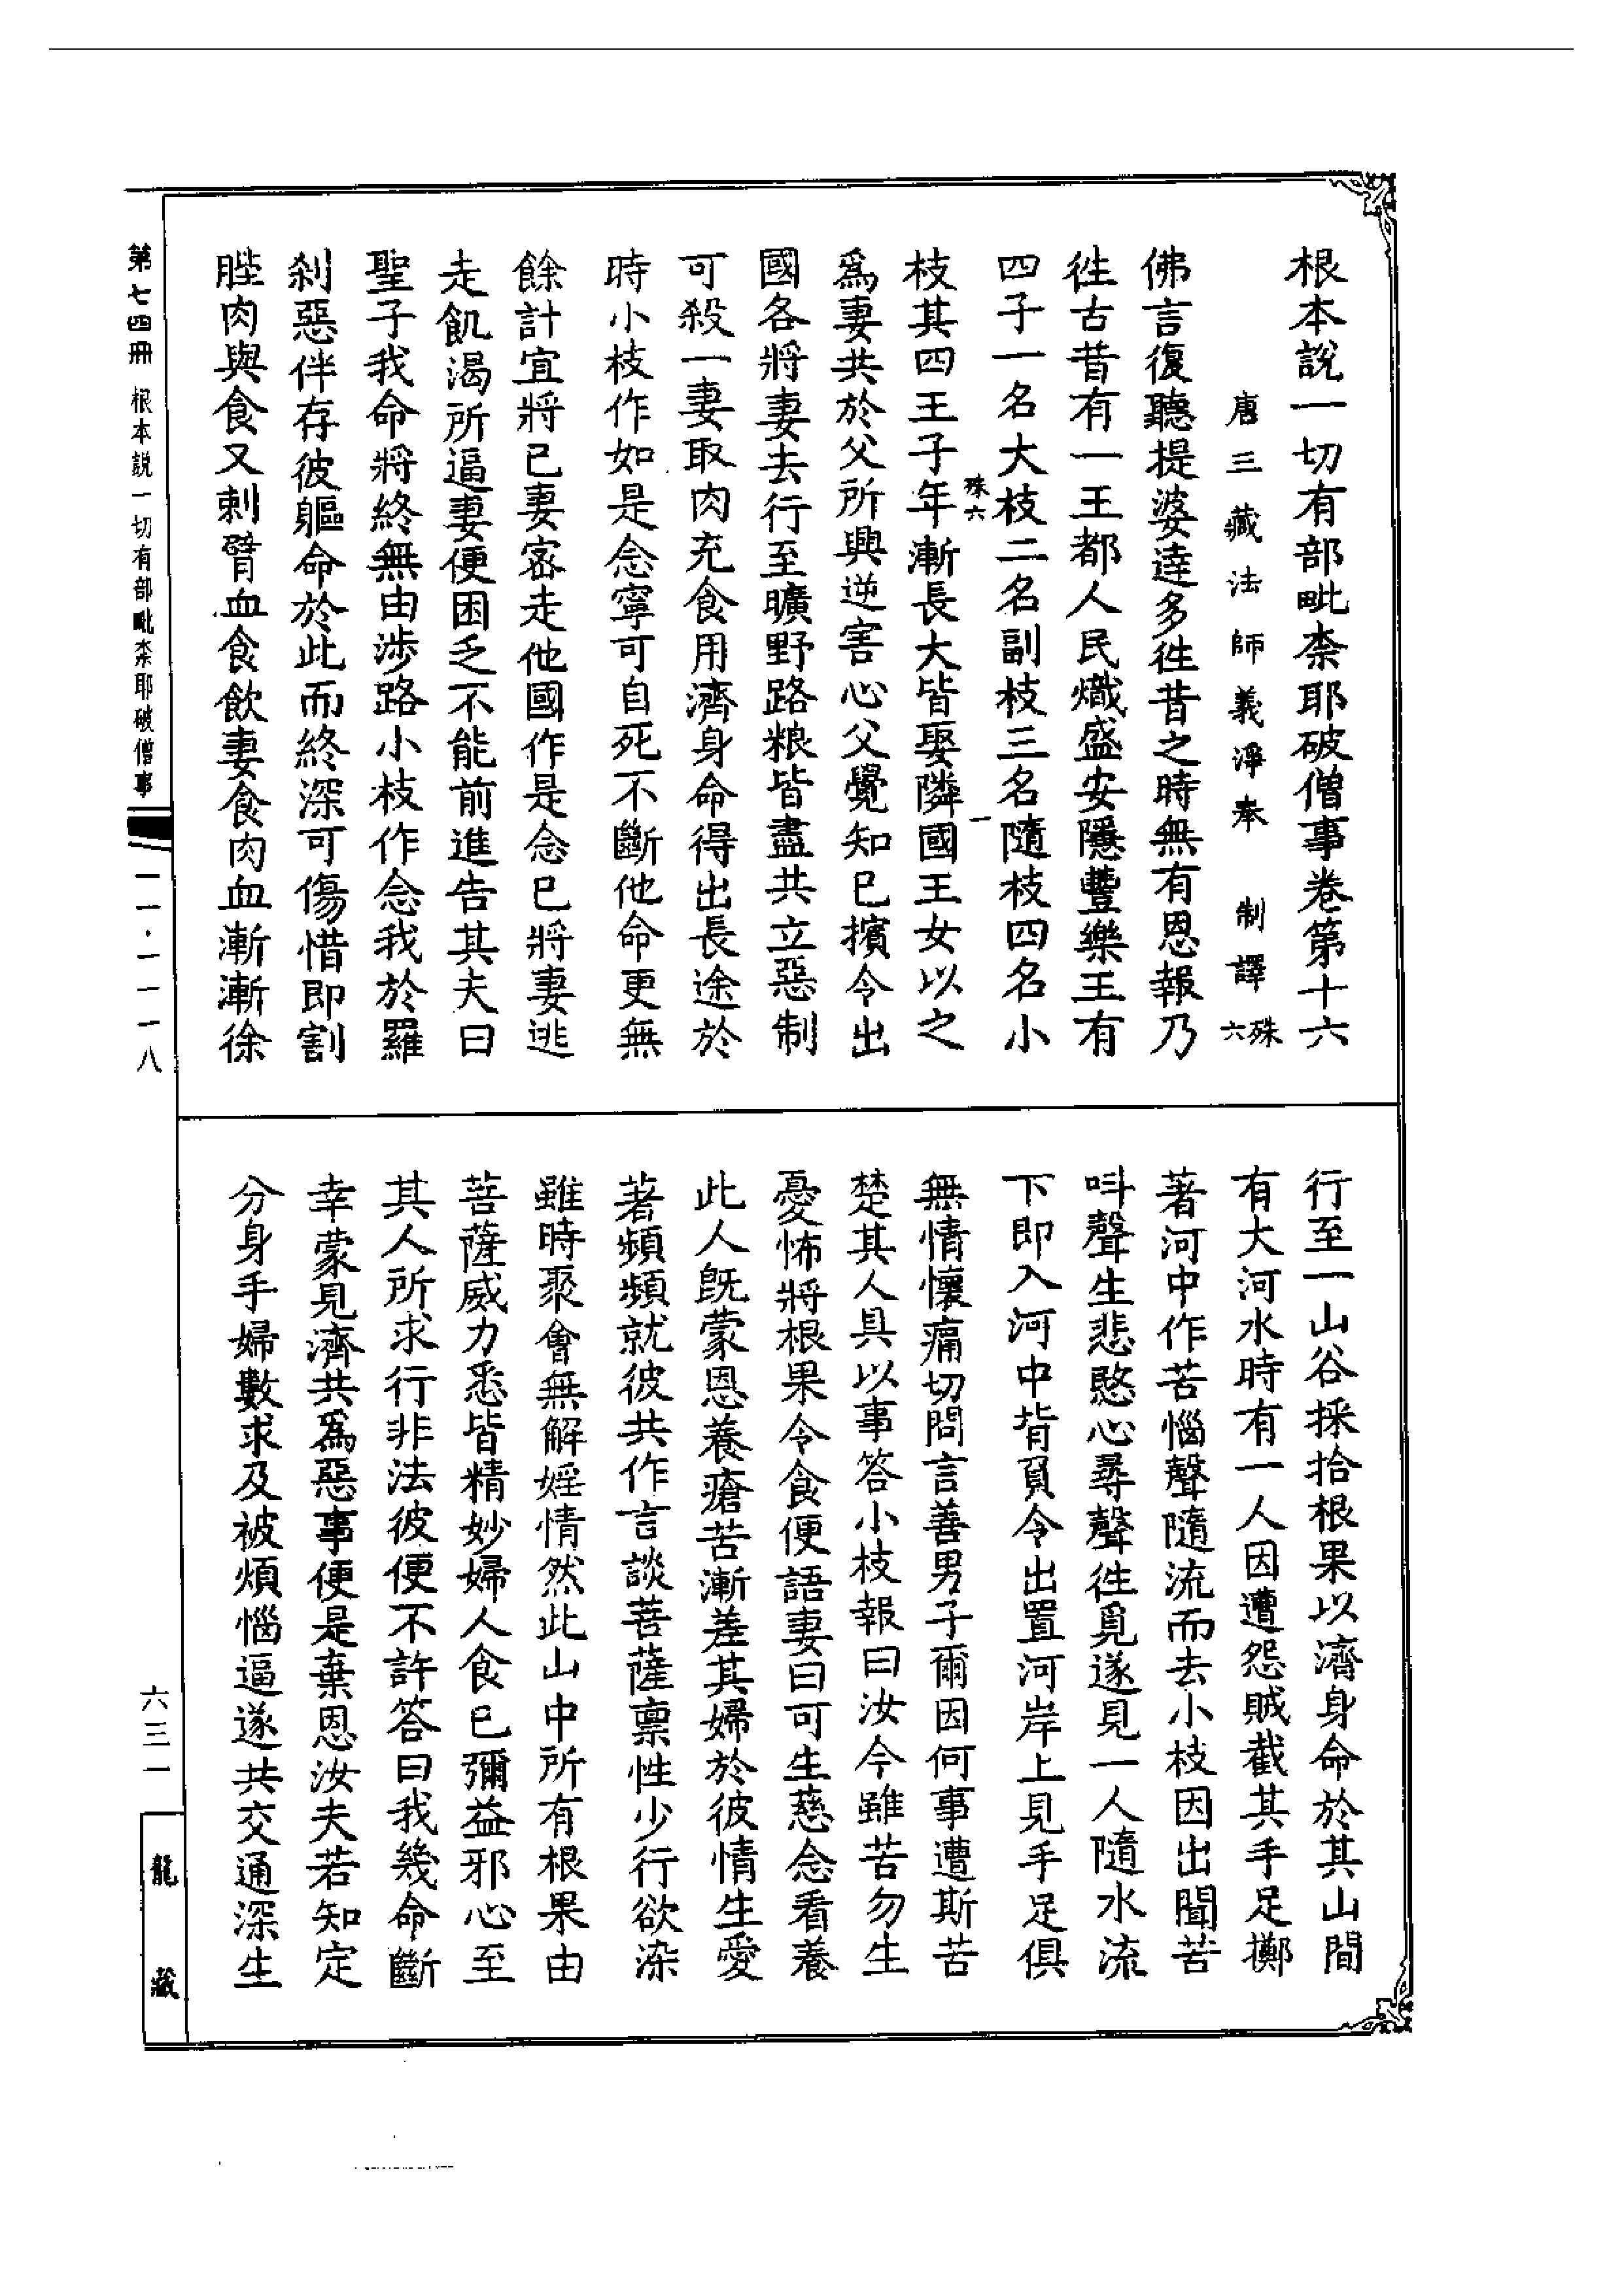 根本說一切有部毗柰耶破僧事卷第十六
唐三藏法師義淨奉　制譯 殊六
佛言復聽提婆達多徃昔之時無有恩報乃
徃古昔有一王都人民熾盛安隱豐樂王有
四子一名大枝二名副枝三名隨枝四名小
殊六　一
枝其四王子年漸長大皆娶隣國王女以之
爲妻共於父所興逆害心父覺知已擯令出
國各將妻去行至曠野路粮皆盡共立惡制
可殺一妻取肉充食用濟身命得出長途於
時小枝作如是念寧可自死不斷他命更無
餘計宜將己妻密走他國作是念已將妻逃
走飢渴所逼妻便困乏不能前進告其夫曰
聖子我命將終無由涉路小枝作念我於羅
刹惡伴存彼軀命於此而終深可傷惜即割
䏶肉與食又刺臂血食飲妻食肉血漸漸徐
行至一山谷採拾根果以濟身命於其山間
有大河水時有一人因遭怨賊截其手足擲
著河中作苦惱聲隨流而去小枝因出聞苦
叫聲生悲愍心尋聲徃覓遂見一人隨水流
下即入河中背負令出置河岸上見手足俱
無情懷痛切問言善男子爾因何事遭斯苦
楚其人具以事答小枝報曰汝今雖苦勿生
憂怖將根果令食便語妻曰可生慈念看養
此人旣蒙恩養瘡苦漸差其婦於彼情生愛
著頻頻就彼共作言談菩薩禀性少行欲染
雖時聚會無解婬情然此山中所有根果由
菩薩威力悉皆精妙婦人食已彌益邪心至
其人所求行非法彼便不許答曰我幾命斷
幸蒙見濟共爲惡事便是棄恩汝夫若知定
分身手婦數求及被煩惱逼遂共交通深生
第七四冊 根本説一切有部毗柰耶破僧事
一一·一一一八
六三一
龍藏